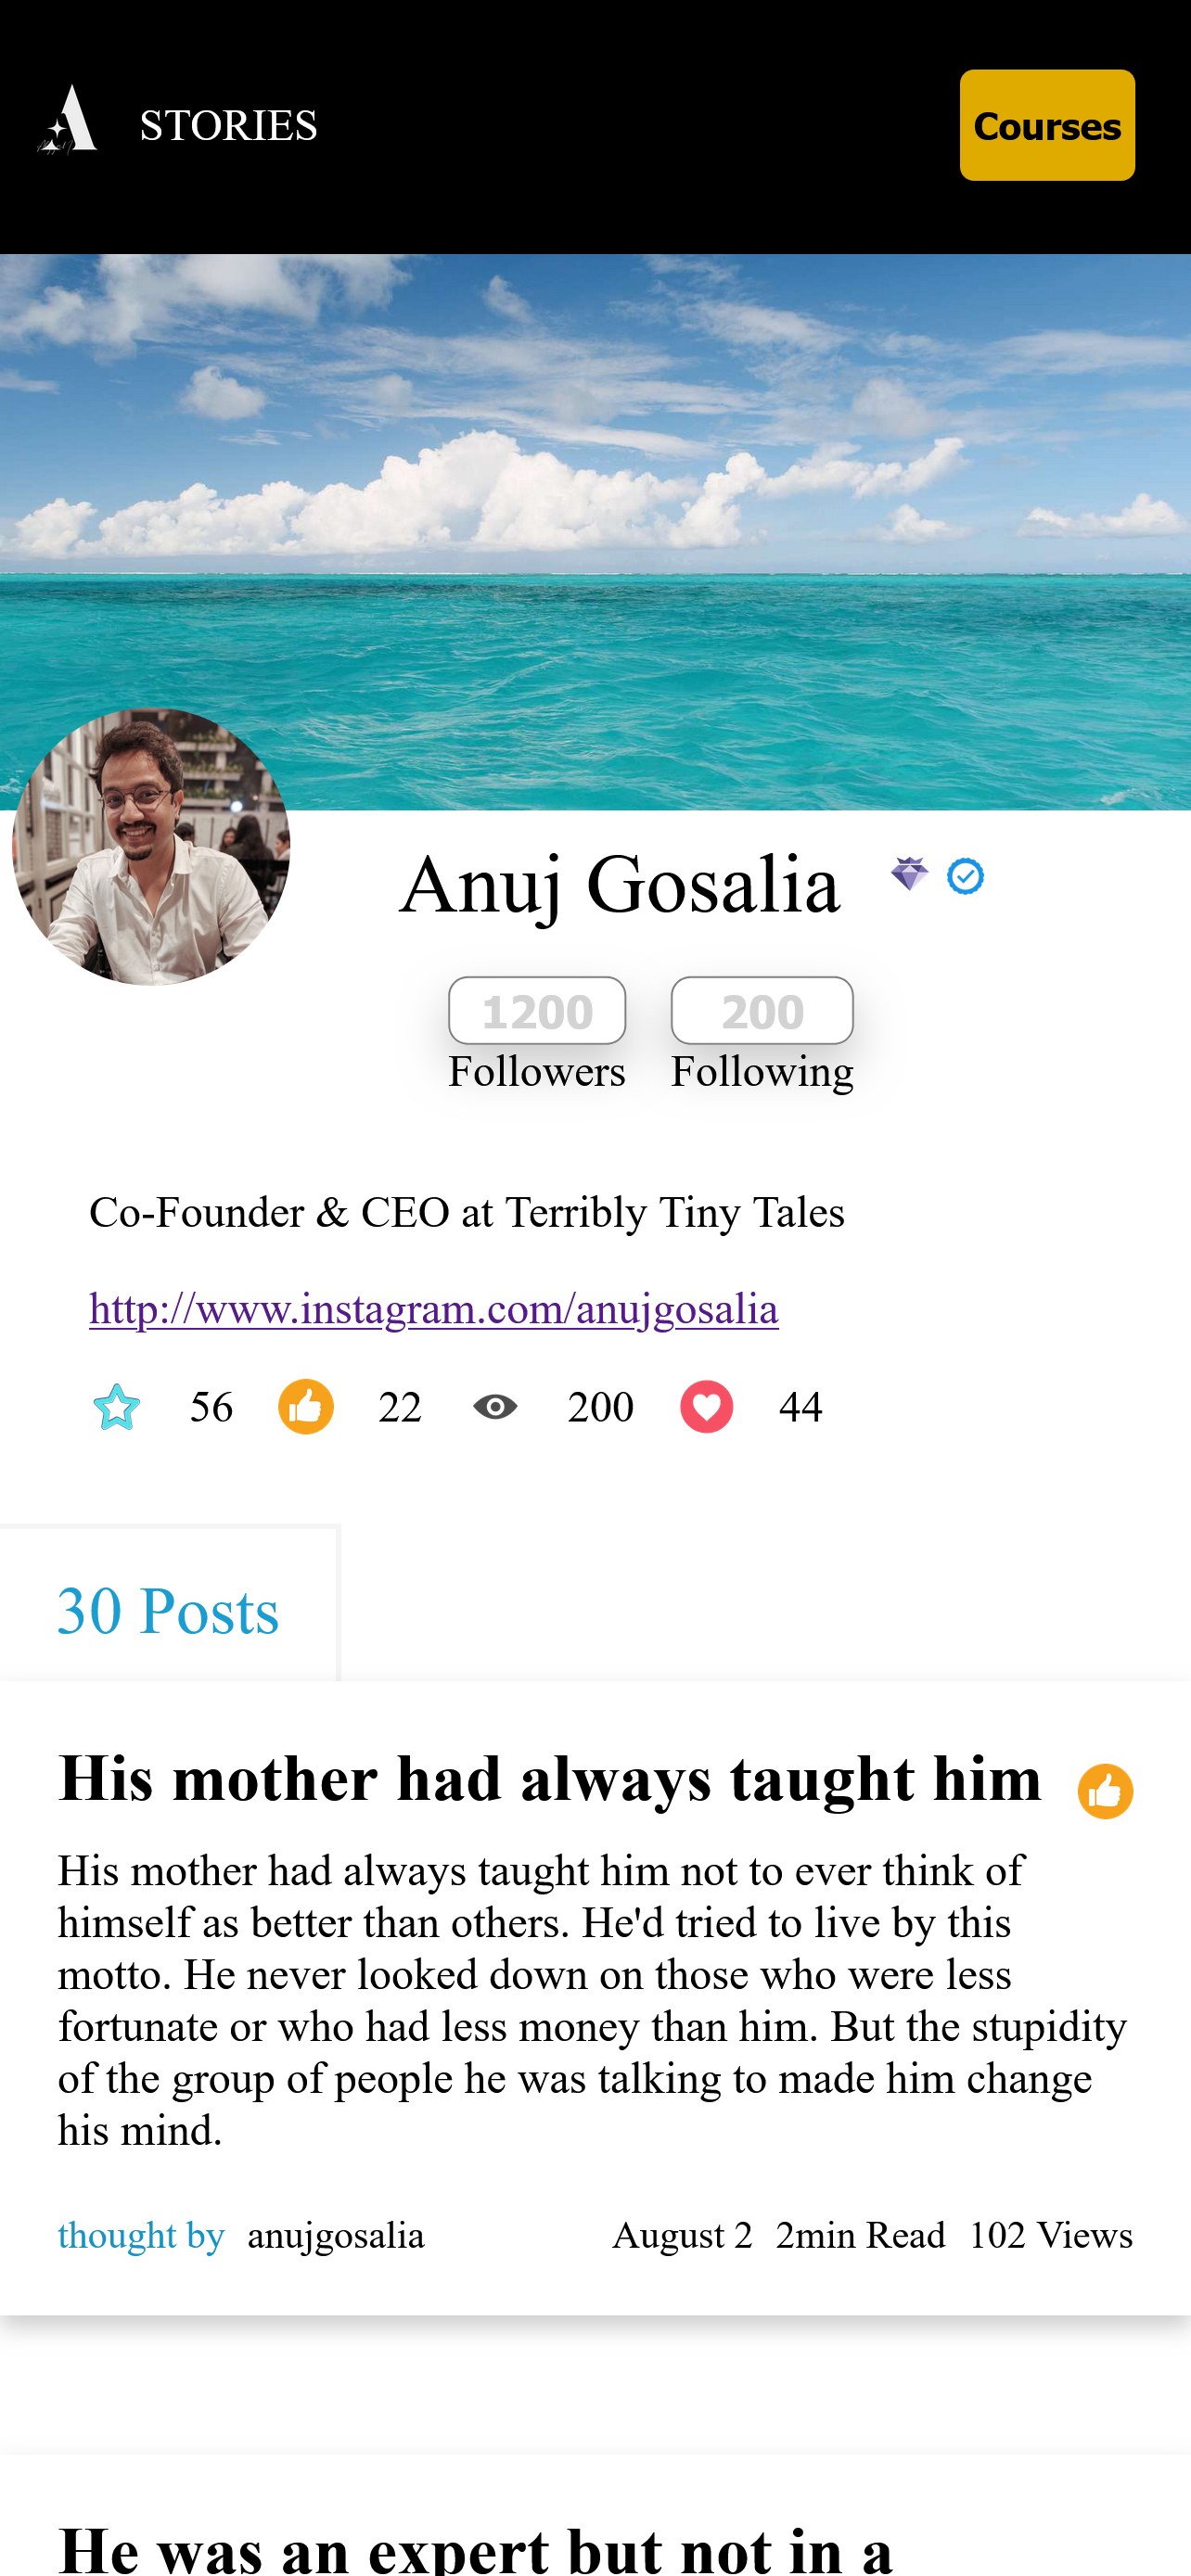 A STORIES
Courses
Anuj Gosalia
1200 200
Followers Following
Co-Founder & CEO at Terribly Tiny Tales
http://www.instagram.com/anujgosalia
56 22 200 44
30 Posts
His mother had always taught him
His mother had always taught him not to ever think of
himself as better than others. He'd tried to live by this
motto. He never looked down on those who were less
fortunate or who had less money than him. But the stupidity
of the group of people he was talking to made him change
his mind.
thought by anujgosalia August 2 2min Read 102 Views
He was an expert but not in a